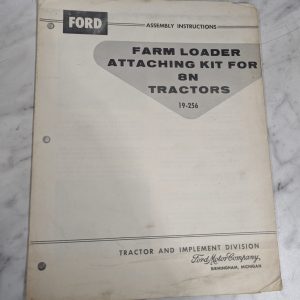 FORD
ASSEMBLY INSTRUCTIONS
FARM LOADER
ATTACHING KIT FOR
8N
TRACTORS
19-256
TRACTOR AND IMPLEMENT DIVISION
Ford Motor Company,
BIRMINGHAM, MICHIGAN